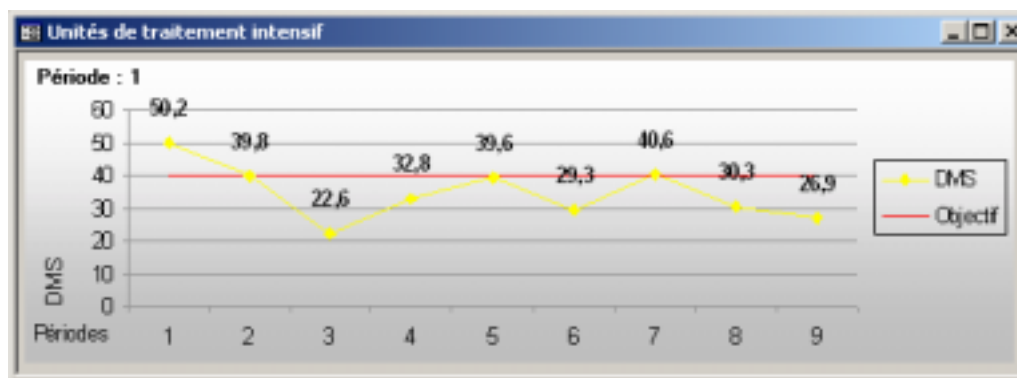 Unités de traitement intensif
Période : 1
60
50
40
30
20
10
0
DMS
50,2
39,8
22,6
32,8
39,6
29,3
40,6
30,3
26,9
Périodes 1 2 3 4 5 6 7 8 9
DMS
Objectif